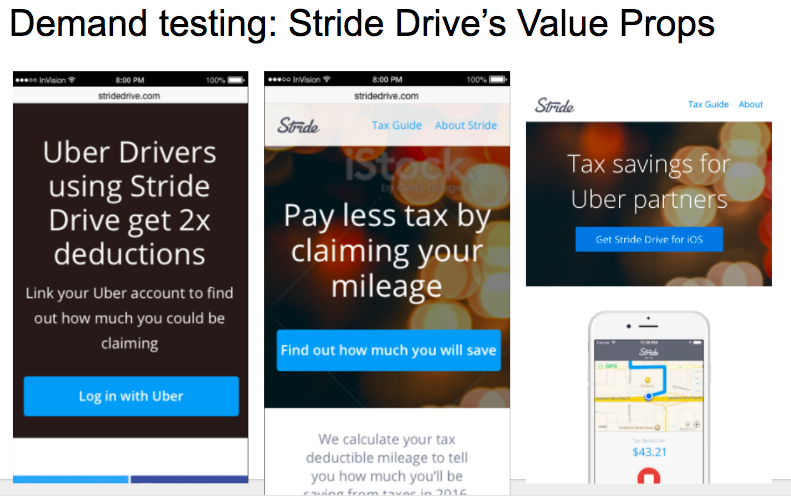 Demand testing: Stride Drive’s Value Props
InVision
8:00 PM
100%
stridedrive.com
Uber Drivers
using Stride
Drive get 2x
deductions
Link your Uber account to find
out how much you could be
claiming
Log in with Uber
InVision
8:00 PM
100%
stridedrive.com
Stride
Tax Guide
About Stride
iStock
Pay less tax by
claiming your
mileage
Find out how much you will save
We calculate your tax
deductible mileage to tell
you how much you'll be
saving from taxes in 2016
Stride
Tax Guide
About
Tax savings for
Uber partners
Get Stride Drive for iOS
Stride
GPS
Tax deduction
$43.21